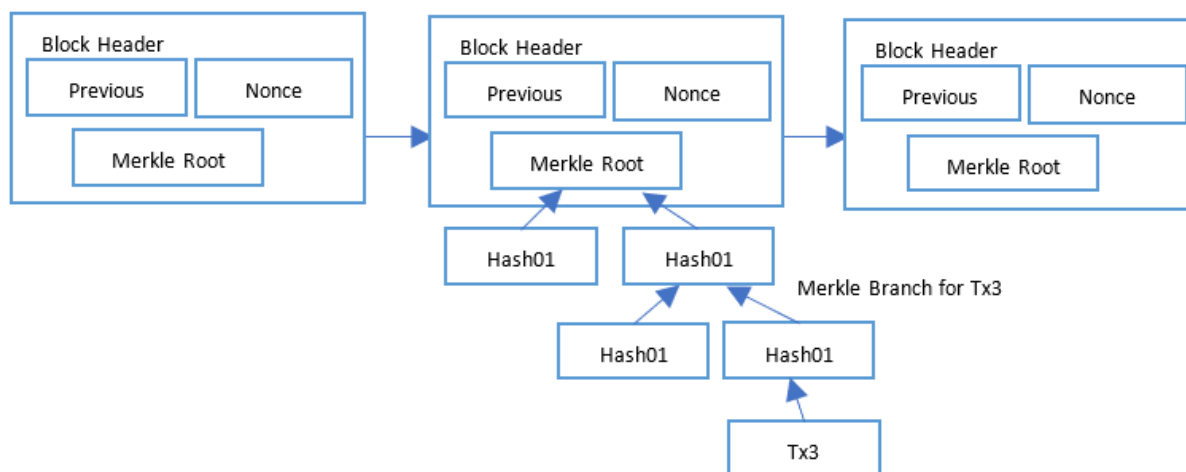 Block Header
Previous
Nonce
Merkle Root
Block Header
Previous
Nonce
Merkle Root
Block Header
Previous
Nonce
Merkle Root
Hash01
Hash01
Merkle Branch for Tx3
Hash01
Hash01
Tx3